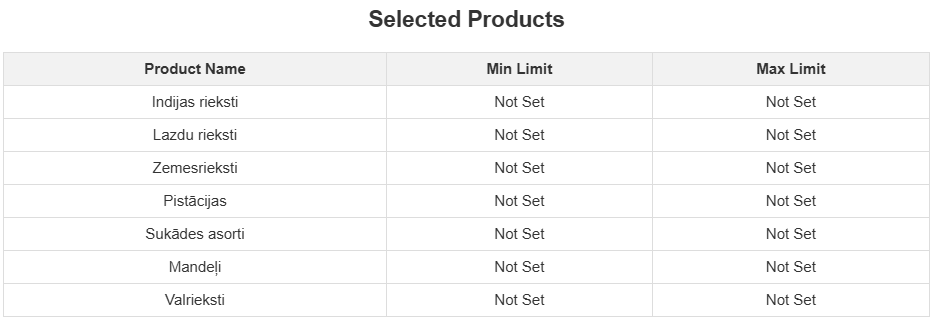 Selected Products
Product Name Min Limit Max Limit
Indijas rieksti Not Set Not Set
Lazdu rieksti Not Set Not Set
Zemesrieksti Not Set Not Set
Pistācijas Not Set Not Set
Sukādes asorti Not Set Not Set
Mandeļi Not Set Not Set
Valrieksti Not Set Not Set